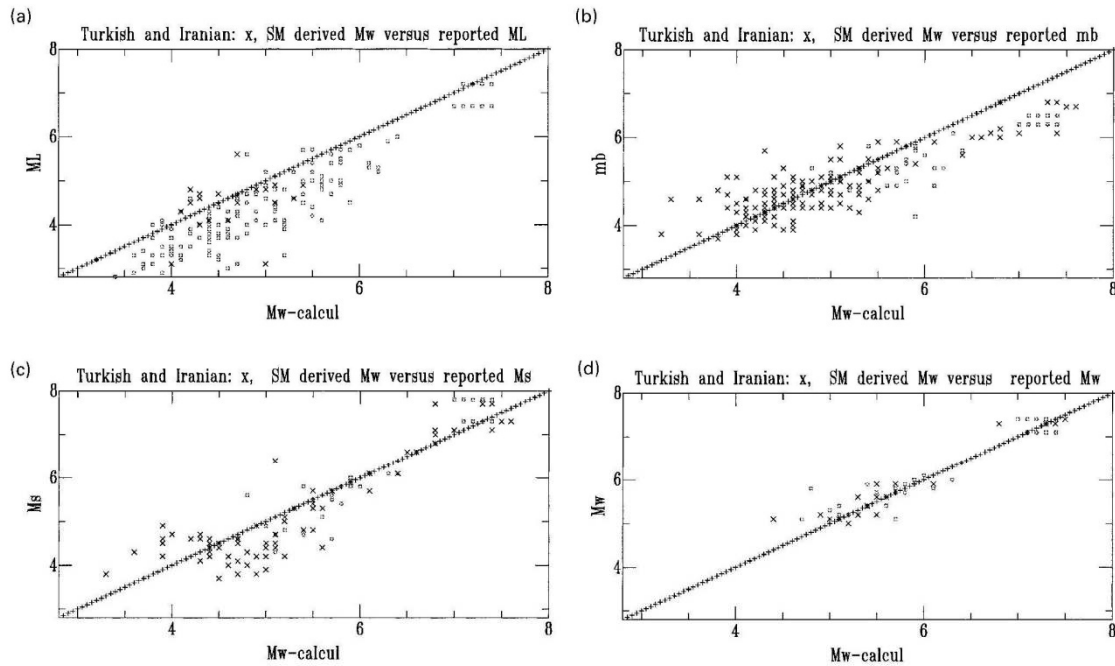 (a)
Turkish and Iranian: x, SM derived Mw versus reported ML
8
6
4
ML
4
6
8
Mw-calcul
(b)
Turkish and Iranian: x, SM derived Mw versus reported mb
8
6
4
mb
4
6
8
Mw-calcul
(c)
Turkish and Iranian: x, SM derived Mw versus reported Ms
8
6
4
Ms
4
6
8
Mw-calcul
(d)
Turkish and Iranian: x, SM derived Mw versus reported Mw
8
6
4
Mw
4
6
8
Mw-calcul